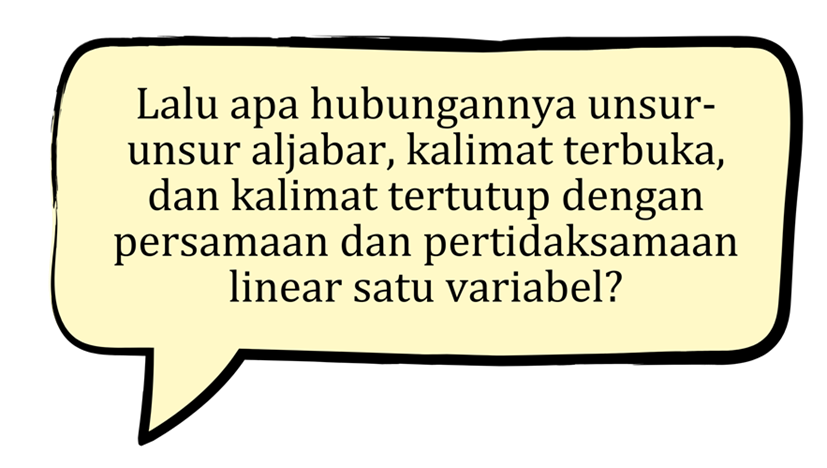 Lalu apa hubungannya unsur-
unsur aljabar, kalimat terbuka,
dan kalimat tertutup dengan
persamaan dan pertidaksamaan
linear satu variabel?